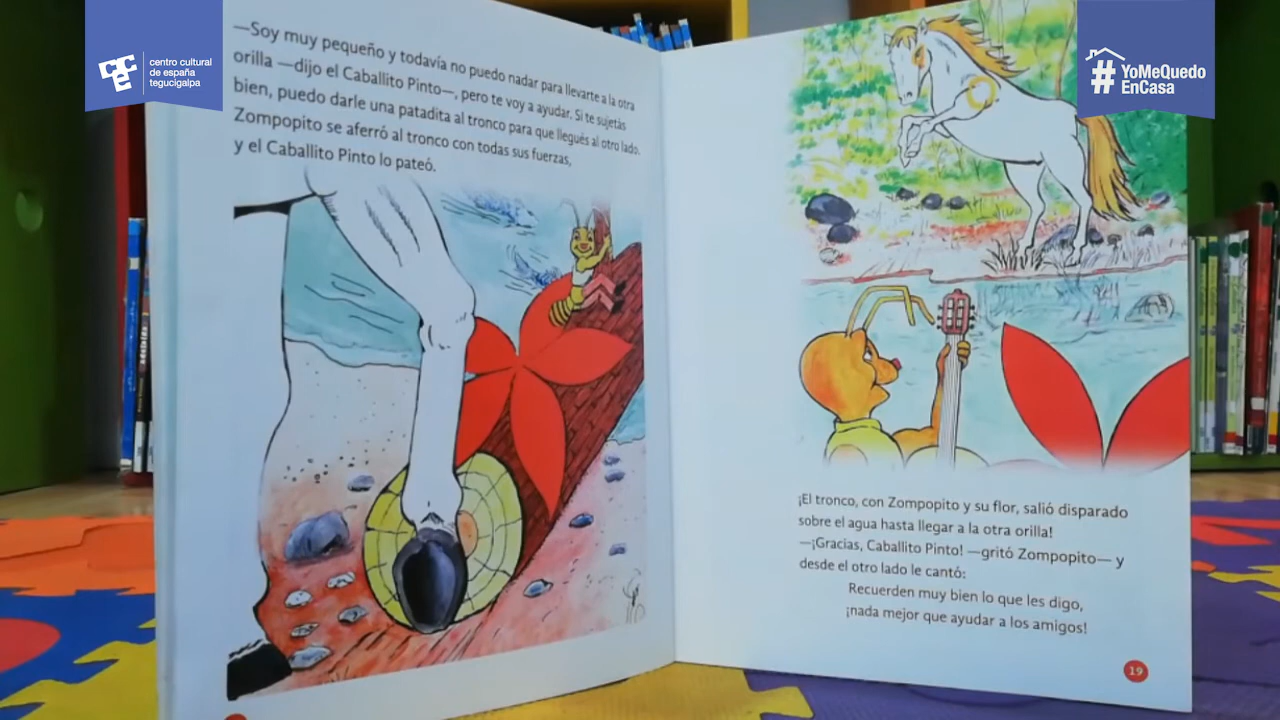 centro cultural
de españa
tegucigalpa
#YoMeQuedo
EnCasa
—Soy muy pequeño y todavía no puedo nadar para llevarte a la otra
orilla —dijo el Caballito Pinto—, pero te voy a ayudar. Si te sujetás
bien, puedo darle una patadita al tronco para que llegués al otro lado.
Zompopito se aferró al tronco con todas sus fuerzas,
y el Caballito Pinto lo pateó.
¡El tronco, con Zompopito y su flor, salió disparado
sobre el agua hasta llegar a la otra orilla!
—¡Gracias, Caballito Pinto! —gritó Zompopito— y
desde el otro lado le cantó:
Recuerden muy bien lo que les digo,
¡nada mejor que ayudar a los amigos!
19